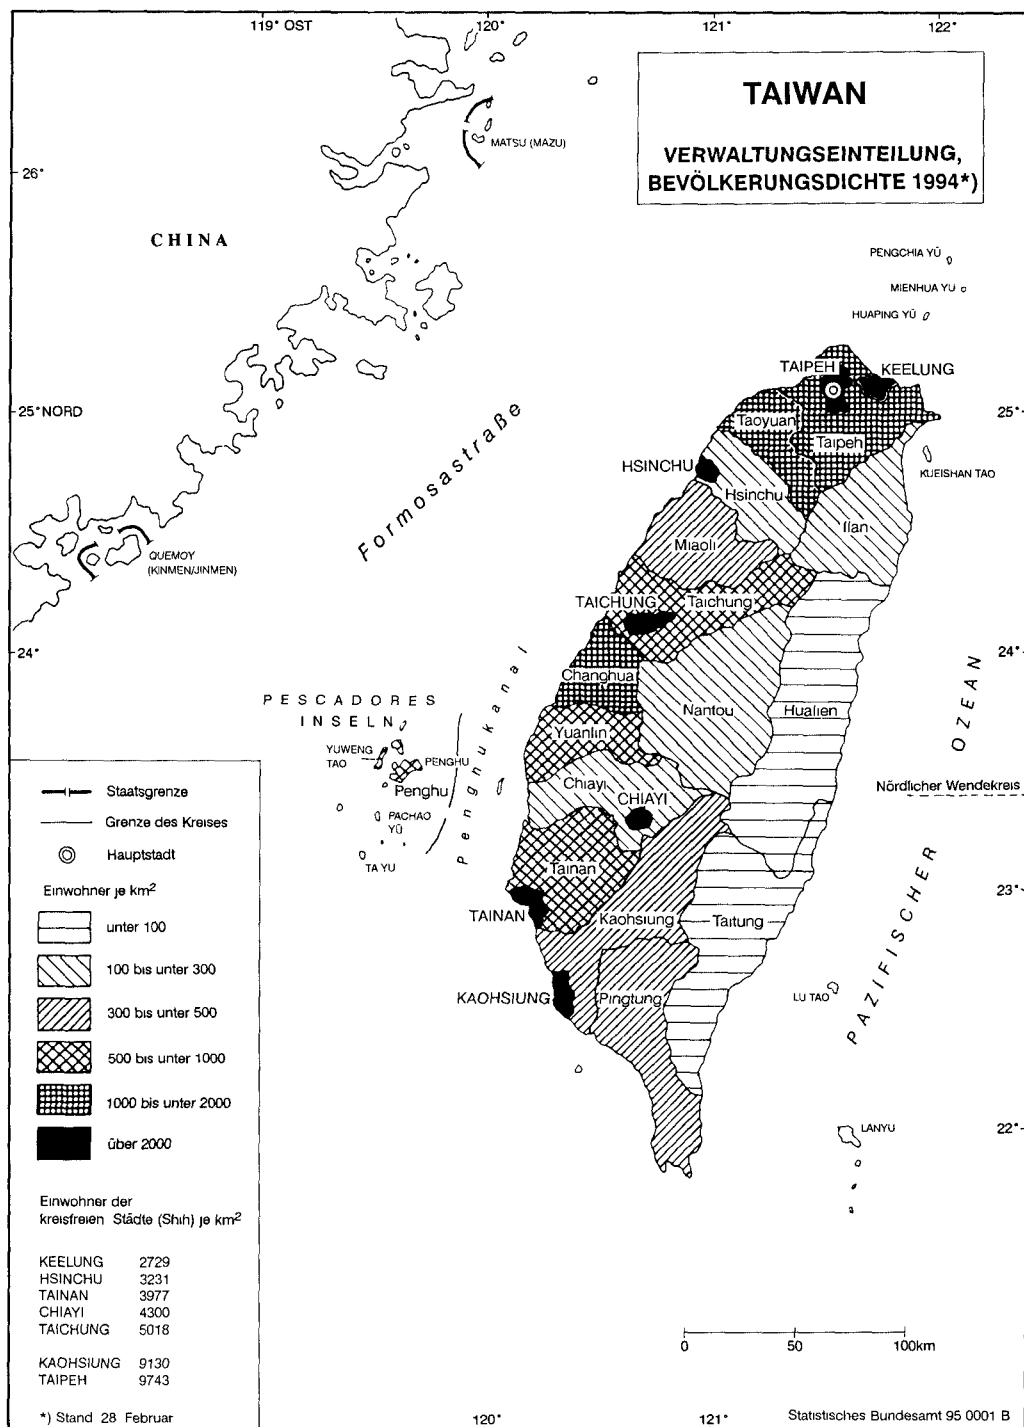 119° OST
120°
121°
122°
TAIWAN
VERWALTUNGSEINTEILUNG,
BEVÖLKERUNGSDICHTE 1994*)
MATSU (MAZU)
26°
CHINA
PENGCHIA YÜ
MIENHUA YU
HUAPING YÜ
TAIPEH
KEELUNG
25° NORD
25°
Taoyuan
Taipeh
KUEISHAN TAO
HSINCHU
Hsinchu
Ilan
Formosastraße
Miaoli
QUEMOY
(KINMEN/JINMEN)
TAICHUNG
Taichung
24°
24°
Changhua
PESCADORES
INSELN
Nantou
Hualien
Yuanlin
YUWENG
TAO
PENGHU
Penghu
PACHAO
YÜ
TA YU
Penghukanal
Chiayi
CHIAYI
Nördlicher Wendekreis
PAZIFISCHER OZEAN
Tainan
23°
TAINAN
Kaohsiung
Taitung
KAOHSIUNG
Pingtung
LU TAO
22°
LANYU
Staatsgrenze
Grenze des Kreises
Hauptstadt
Einwohner je km²
unter 100
100 bis unter 300
300 bis unter 500
500 bis unter 1000
1000 bis unter 2000
über 2000
Einwohner der
kreisfreien Städte (Shih) je km²
KEELUNG 2729
HSINCHU 3231
TAINAN 3977
CHIAYI 4300
TAICHUNG 5018
KAOHSIUNG 9130
TAIPEH 9743
*) Stand 28 Februar
0 50 100km
120°
121°
Statistisches Bundesamt 95 0001 B